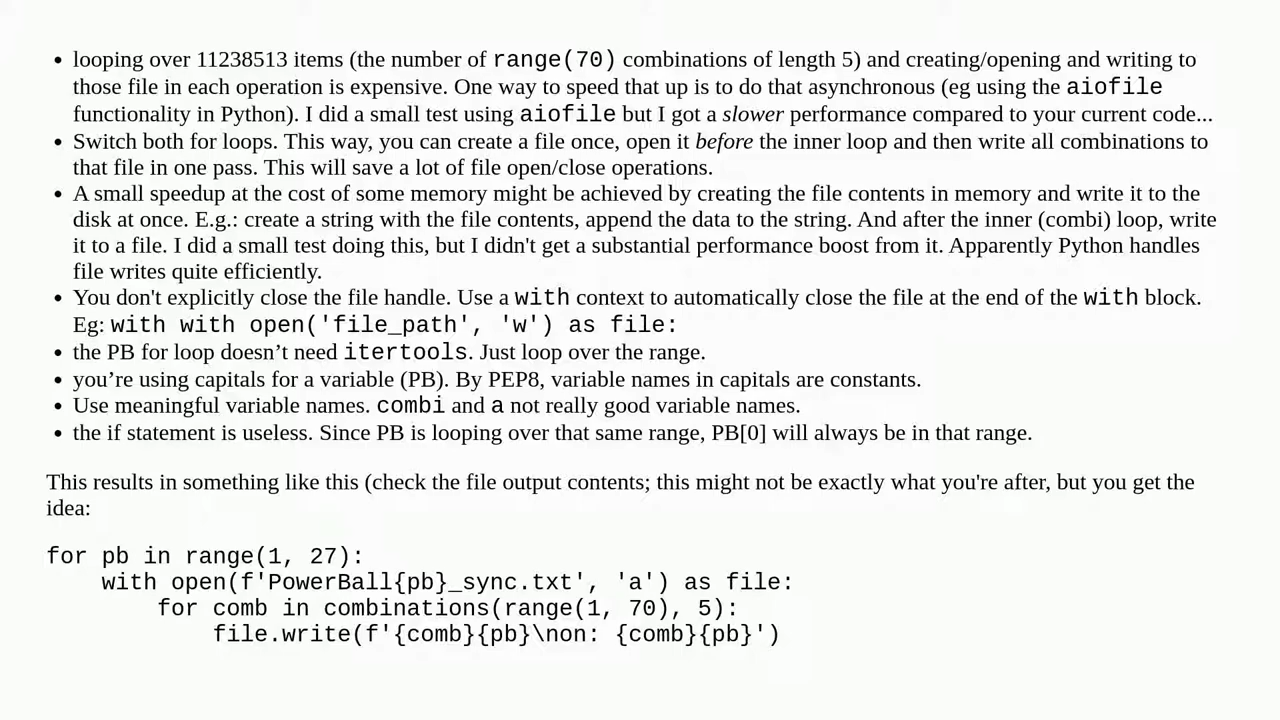 • looping over 11238513 items (the number of range(70) combinations of length 5) and creating/opening and writing to
those file in each operation is expensive. One way to speed that up is to do that asynchronous (eg using the aiofile
functionality in Python). I did a small test using aiofile but I got a slower performance compared to your current code...
• Switch both for loops. This way, you can create a file once, open it before the inner loop and then write all combinations to
that file in one pass. This will save a lot of file open/close operations.
• A small speedup at the cost of some memory might be achieved by creating the file contents in memory and write it to the
disk at once. E.g.: create a string with the file contents, append the data to the string. And after the inner (combi) loop, write
it to a file. I did a small test doing this, but I didn't get a substantial performance boost from it. Apparently Python handles
file writes quite efficiently.
• You don't explicitly close the file handle. Use a with context to automatically close the file at the end of the with block.
Eg: with with open('file_path', 'w') as file:
• the PB for loop doesn’t need itertools. Just loop over the range.
• you’re using capitals for a variable (PB). By PEP8, variable names in capitals are constants.
• Use meaningful variable names. combi and a not really good variable names.
• the if statement is useless. Since PB is looping over that same range, PB[0] will always be in that range.
This results in something like this (check the file output contents; this might not be exactly what you're after, but you get the
idea:
for pb in range(1, 27):
    with open(f'PowerBall{pb}_sync.txt', 'a') as file:
        for comb in combinations(range(1, 70), 5):
            file.write(f'{comb}{pb}\non: {comb}{pb}')